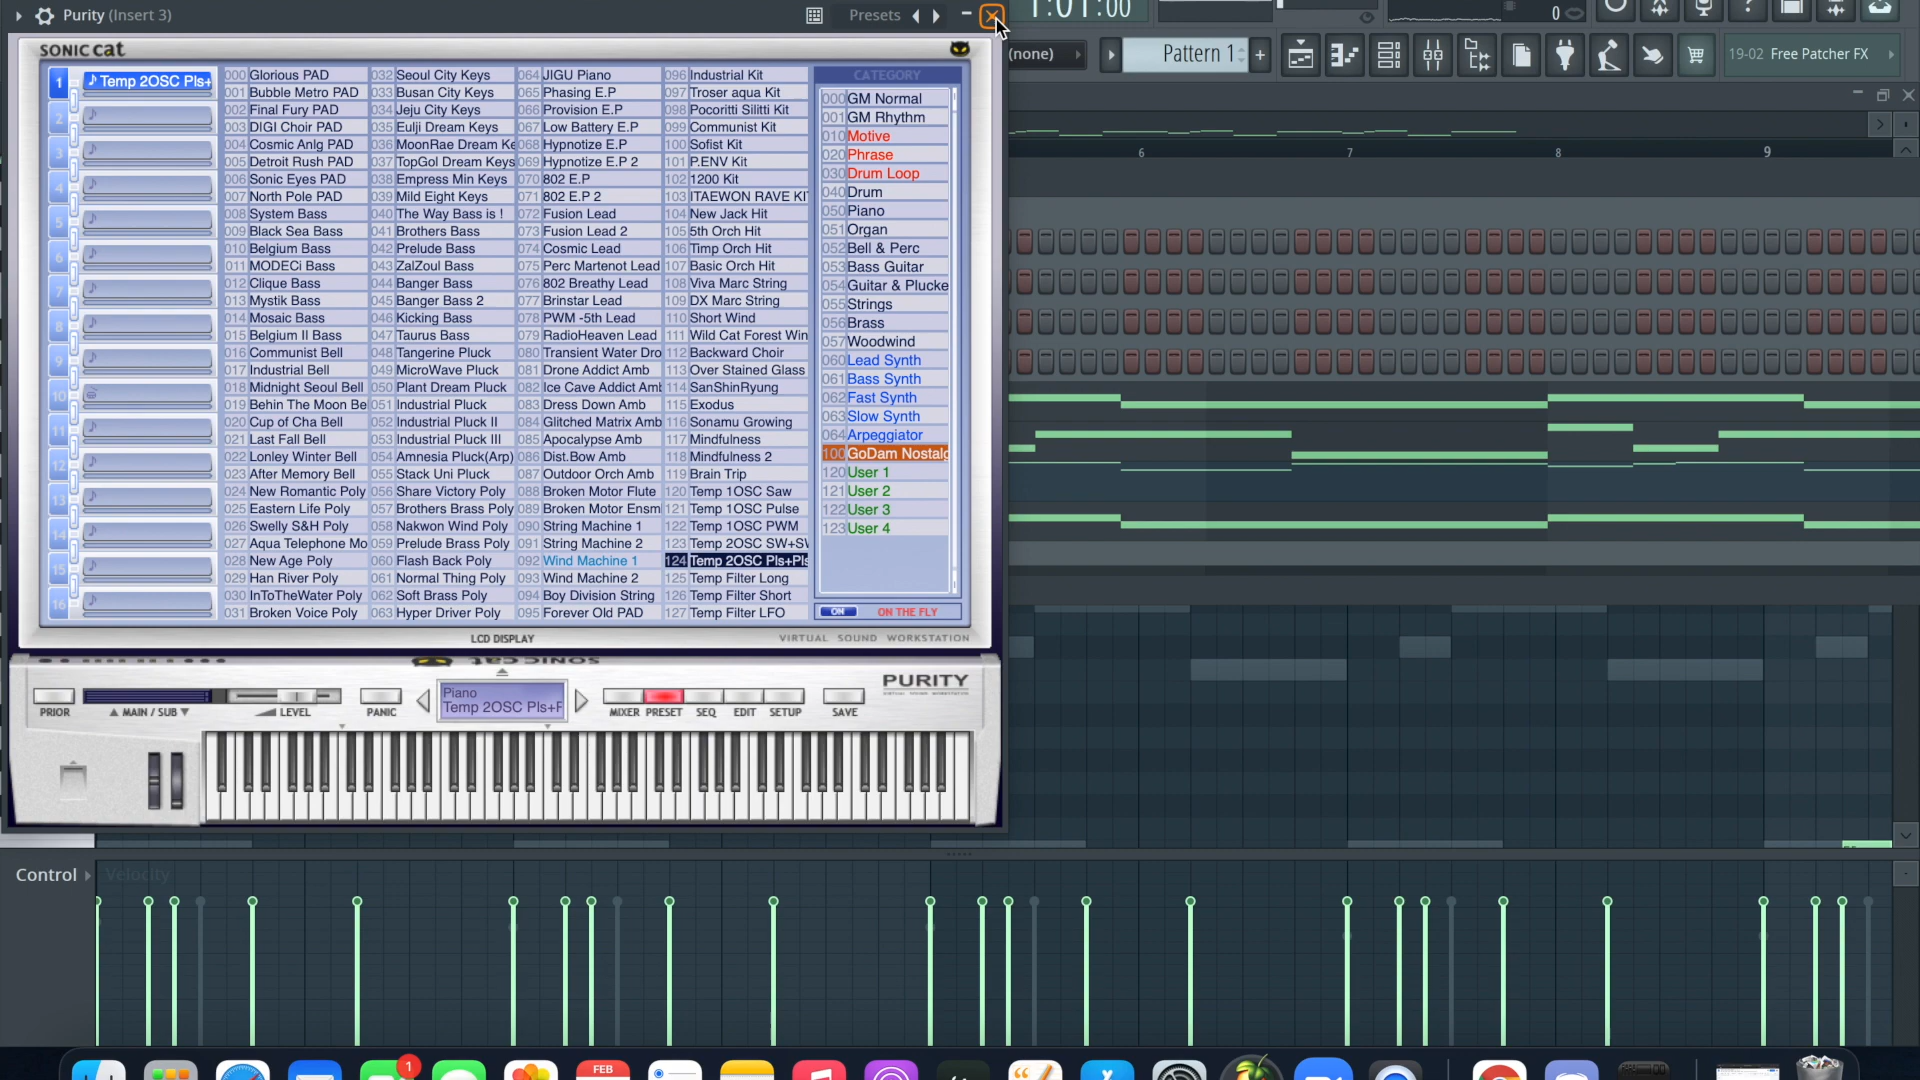 Purity (Insert 3)
Presets
1:01:00
0
(none)
Pattern 1
+
19-02 Free Patcher FX
SONIC cat
1
Temp 2OSC Pls+
2
3
4
5
6
7
8
9
10
11
12
13
14
15
16
000 Glorious PAD
001 Bubble Metro PAD
002 Final Fury PAD
003 DIGI Choir PAD
004 Cosmic Anlg PAD
005 Detroit Rush PAD
006 Sonic Eyes PAD
007 North Pole PAD
008 System Bass
009 Black Sea Bass
010 Belgium Bass
011 MODECi Bass
012 Clique Bass
013 Mystik Bass
014 Mosaic Bass
015 Belgium II Bass
016 Communist Bell
017 Industrial Bell
018 Midnight Seoul Bell
019 Behin The Moon Be
020 Cup of Cha Bell
021 Last Fall Bell
022 Lonley Winter Bell
023 After Memory Bell
024 New Romantic Poly
025 Eastern Life Poly
026 Swelly S&H Poly
027 Aqua Telephone Mo
028 New Age Poly
029 Han River Poly
030 InToTheWater Poly
031 Broken Voice Poly
032 Seoul City Keys
033 Busan City Keys
034 Jeju City Keys
035 Eulji Dream Keys
036 MoonRae Dream Ke
037 TopGol Dream Keys
038 Empress Min Keys
039 Mild Eight Keys
040 The Way Bass is !
041 Brothers Bass
042 Prelude Bass
043 ZalZoul Bass
044 Banger Bass
045 Banger Bass 2
046 Kicking Bass
047 Taurus Bass
048 Tangerine Pluck
049 MicroWave Pluck
050 Plant Dream Pluck
051 Industrial Pluck
052 Industrial Pluck II
053 Industrial Pluck III
054 Amnesia Pluck(Arp)
055 Stack Uni Pluck
056 Share Victory Poly
057 Brothers Brass Poly
058 Nakwon Wind Poly
059 Prelude Brass Poly
060 Flash Back Poly
061 Normal Thing Poly
062 Soft Brass Poly
063 Hyper Driver Poly
064 JIGU Piano
065 Phasing E.P
066 Provision E.P
067 Low Battery E.P
068 Hypnotize E.P
069 Hypnotize E.P 2
070 802 E.P
071 802 E.P 2
072 Fusion Lead
073 Fusion Lead 2
074 Cosmic Lead
075 Perc Martenot Lead
076 802 Breathy Lead
077 Brinstar Lead
078 PWM -5th Lead
079 RadioHeaven Lead
080 Transient Water Dro
081 Drone Addict Amb
082 Ice Cave Addict Amb
083 Dress Down Amb
084 Glitched Matrix Amb
085 Apocalypse Amb
086 Dist.Bow Amb
087 Outdoor Orch Amb
088 Broken Motor Flute
089 Broken Motor Ensm
090 String Machine 1
091 String Machine 2
092 Wind Machine 1
093 Wind Machine 2
094 Boy Division String
095 Forever Old PAD
096 Industrial Kit
097 Troser aqua Kit
098 Pocoritti Silitti Kit
099 Communist Kit
100 Sofist Kit
101 P.ENV Kit
102 1200 Kit
103 ITAEWON RAVE KI
104 New Jack Hit
105 5th Orch Hit
106 Timp Orch Hit
107 Basic Orch Hit
108 Viva Marc String
109 DX Marc String
110 Short Wind
111 Wild Cat Forest Win
112 Backward Choir
113 Over Stained Glass
114 SanShinRyung
115 Exodus
116 Sonamu Growing
117 Mindfulness
118 Mindfulness 2
119 Brain Trip
120 Temp 1OSC Saw
121 Temp 1OSC Pulse
122 Temp 1OSC PWM
123 Temp 2OSC SW+SW
124 Temp 2OSC Pls+Pls
125 Temp Filter Long
126 Temp Filter Short
127 Temp Filter LFO
CATEGORY
000 GM Normal
001 GM Rhythm
010 Motive
020 Phrase
030 Drum Loop
040 Drum
050 Piano
051 Organ
052 Bell & Perc
053 Bass Guitar
054 Guitar & Plucke
055 Strings
056 Brass
057 Woodwind
060 Lead Synth
061 Bass Synth
062 Fast Synth
063 Slow Synth
064 Arpeggiator
100 GoDam Nostalg
120 User 1
121 User 2
122 User 3
123 User 4
ON
ON THE FLY
LCD DISPLAY
VIRTUAL SOUND WORKSTATION
SONIC cat
PURITY
PRIOR
MAIN / SUB
LEVEL
PANIC
Piano
Temp 2OSC Pls+P
MIXER
PRESET
SEQ
EDIT
SETUP
SAVE
6
7
8
9
Control
Velocity
1
FEB